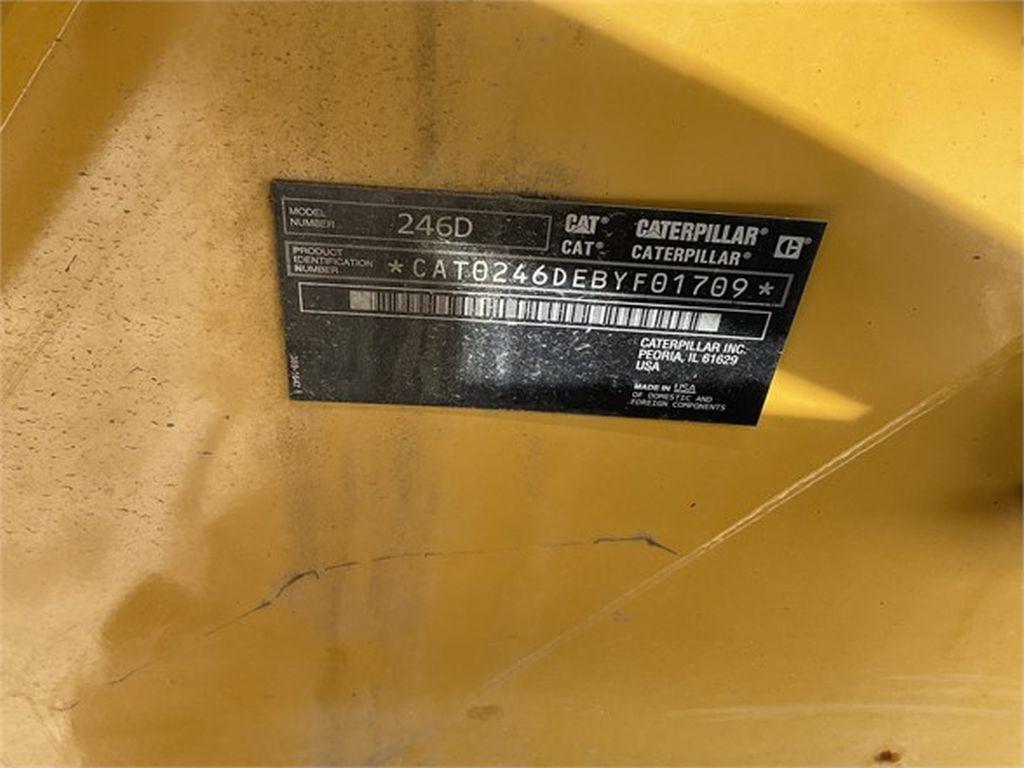 MODEL NUMBER 246D
CAT® CATERPILLAR®
CAT® CATERPILLAR®
PRODUCT IDENTIFICATION NUMBER *CAT0246DEBYF01709*
CATERPILLAR INC.
PEORIA, IL 61629
USA
MADE IN USA
OF DOMESTIC AND
FOREIGN COMPONENTS